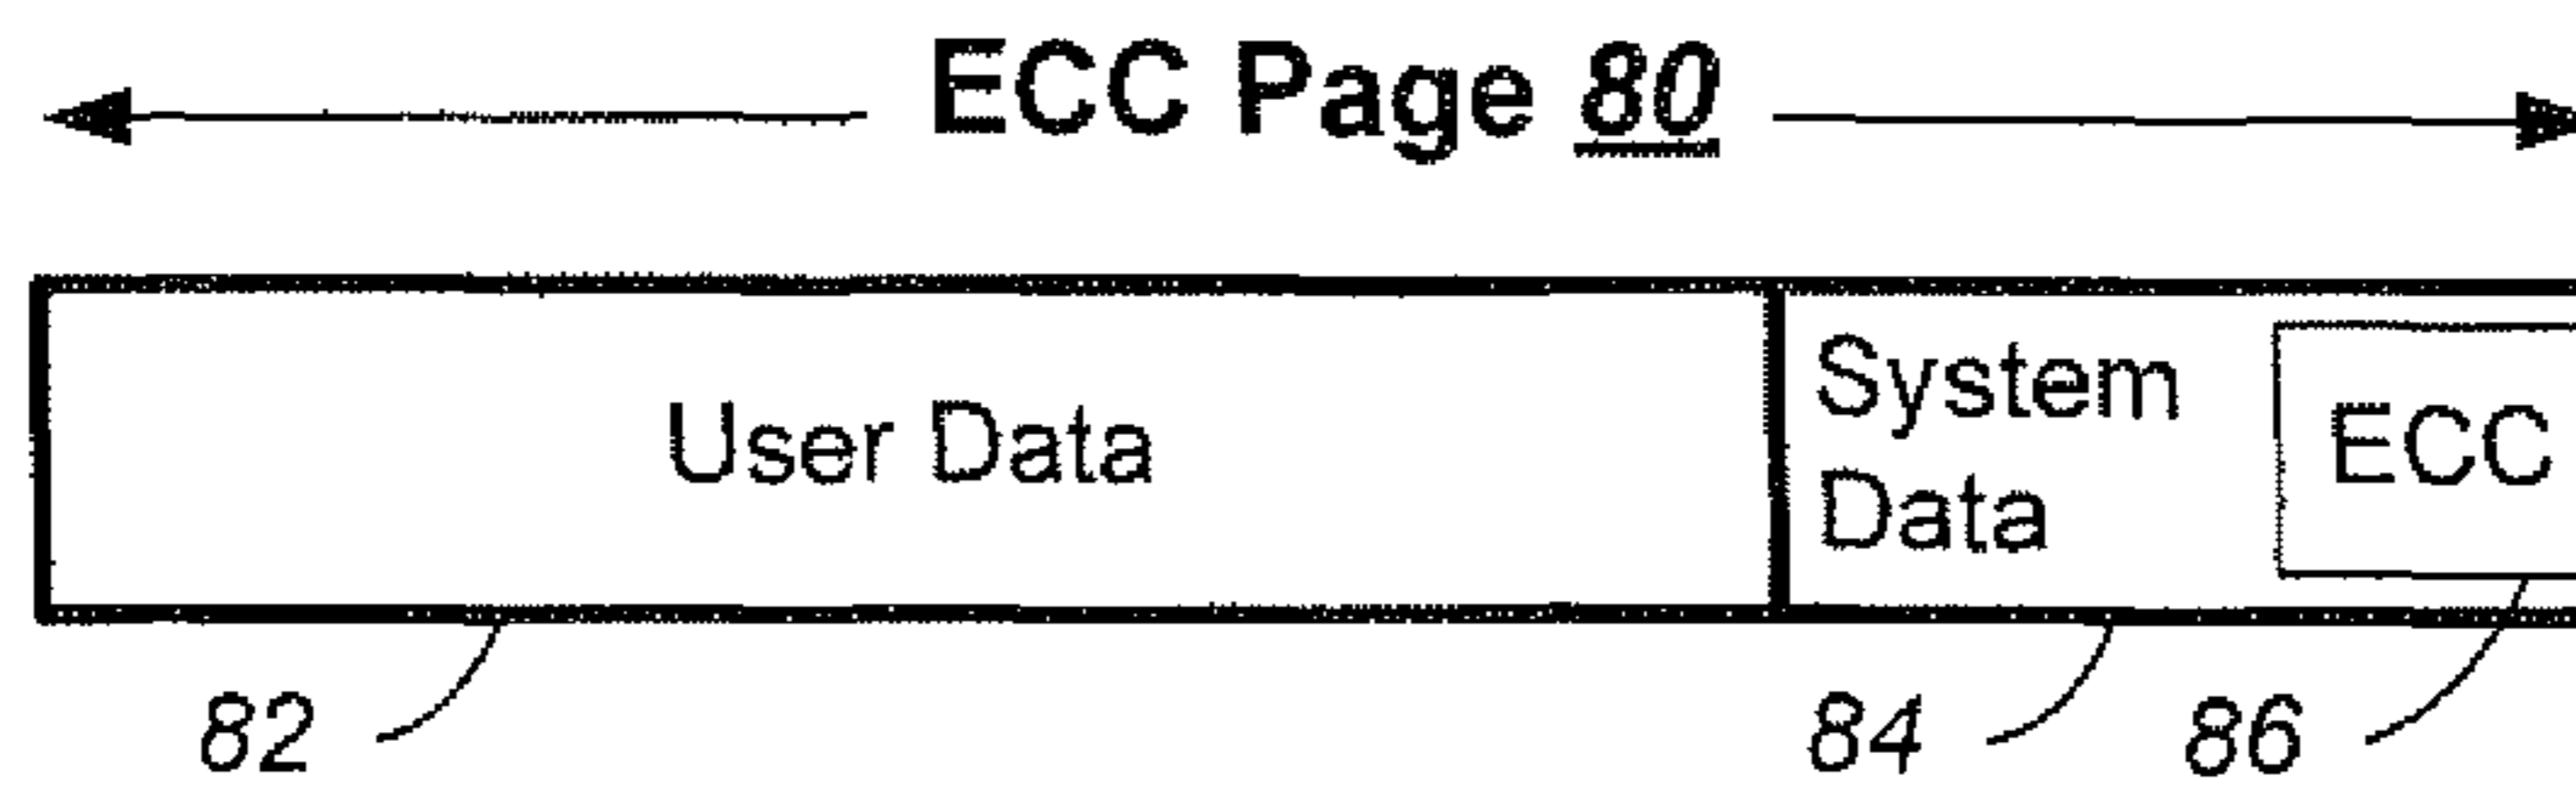 ECC Page 80
User Data
System
Data
ECC
82
84
86